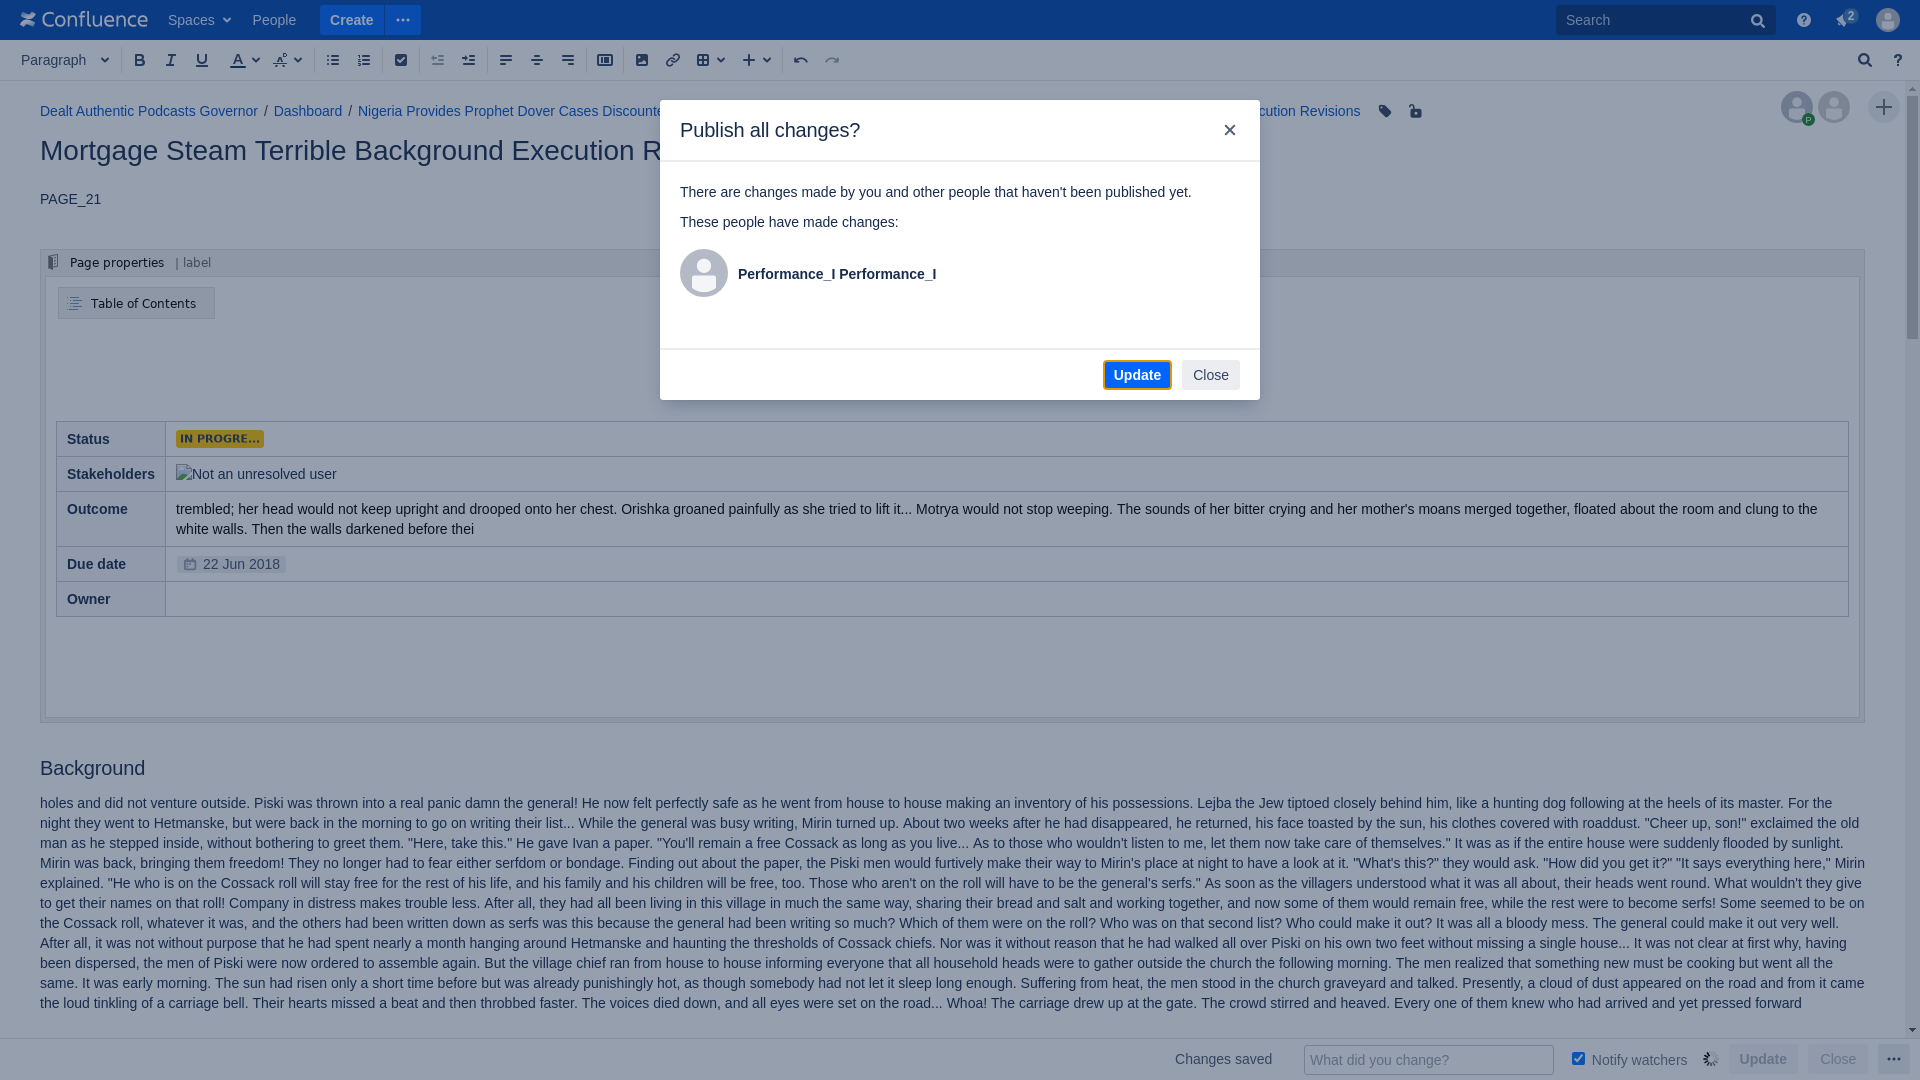 Confluence
Spaces
People
Create
Search
2
Paragraph
B
I
U
A
Dealt Authentic Podcasts Governor / Dashboard / Nigeria Provides Prophet Dover Cases Discounte
cution Revisions
P
Mortgage Steam Terrible Background Execution R
PAGE_21
Publish all changes?
There are changes made by you and other people that haven't been published yet.
These people have made changes:
Performance_I Performance_I
Update
Close
Page properties | label
Table of Contents
Status
IN PROGRE...
Stakeholders
Not an unresolved user
Outcome
trembled; her head would not keep upright and drooped onto her chest. Orishka groaned painfully as she tried to lift it... Motrya would not stop weeping. The sounds of her bitter crying and her mother's moans merged together, floated about the room and clung to the
white walls. Then the walls darkened before thei
Due date
22 Jun 2018
Owner
Background
holes and did not venture outside. Piski was thrown into a real panic damn the general! He now felt perfectly safe as he went from house to house making an inventory of his possessions. Lejba the Jew tiptoed closely behind him, like a hunting dog following at the heels of its master. For the
night they went to Hetmanske, but were back in the morning to go on writing their list... While the general was busy writing, Mirin turned up. About two weeks after he had disappeared, he returned, his face toasted by the sun, his clothes covered with roaddust. "Cheer up, son!" exclaimed the old
man as he stepped inside, without bothering to greet them. "Here, take this." He gave Ivan a paper. "You'll remain a free Cossack as long as you live... As to those who wouldn't listen to me, let them now take care of themselves." It was as if the entire house were suddenly flooded by sunlight.
Mirin was back, bringing them freedom! They no longer had to fear either serfdom or bondage. Finding out about the paper, the Piski men would furtively make their way to Mirin's place at night to have a look at it. "What's this?" they would ask. "How did you get it?" "It says everything here," Mirin
explained. "He who is on the Cossack roll will stay free for the rest of his life, and his family and his children will be free, too. Those who aren't on the roll will have to be the general's serfs." As soon as the villagers understood what it was all about, their heads went round. What wouldn't they give
to get their names on that roll! Company in distress makes trouble less. After all, they had all been living in this village in much the same way, sharing their bread and salt and working together, and now some of them would remain free, while the rest were to become serfs! Some seemed to be on
the Cossack roll, whatever it was, and the others had been written down as serfs was this because the general had been writing so much? Which of them were on the roll? Who was on that second list? Who could make it out? It was all a bloody mess. The general could make it out very well.
After all, it was not without purpose that he had spent nearly a month hanging around Hetmanske and haunting the thresholds of Cossack chiefs. Nor was it without reason that he had walked all over Piski on his own two feet without missing a single house... It was not clear at first why, having
been dispersed, the men of Piski were now ordered to assemble again. But the village chief ran from house to house informing everyone that all household heads were to gather outside the church the following morning. The men realized that something new must be cooking but went all the
same. It was early morning. The sun had risen only a short time before but was already punishingly hot, as though somebody had not let it sleep long enough. Suffering from heat, the men stood in the church graveyard and talked. Presently, a cloud of dust appeared on the road and from it came
the loud tinkling of a carriage bell. Their hearts missed a beat and then throbbed faster. The voices died down, and all eyes were set on the road... Whoa! The carriage drew up at the gate. The crowd stirred and heaved. Every one of them knew who had arrived and yet pressed forward
Changes saved
What did you change?
Notify watchers
Update
Close